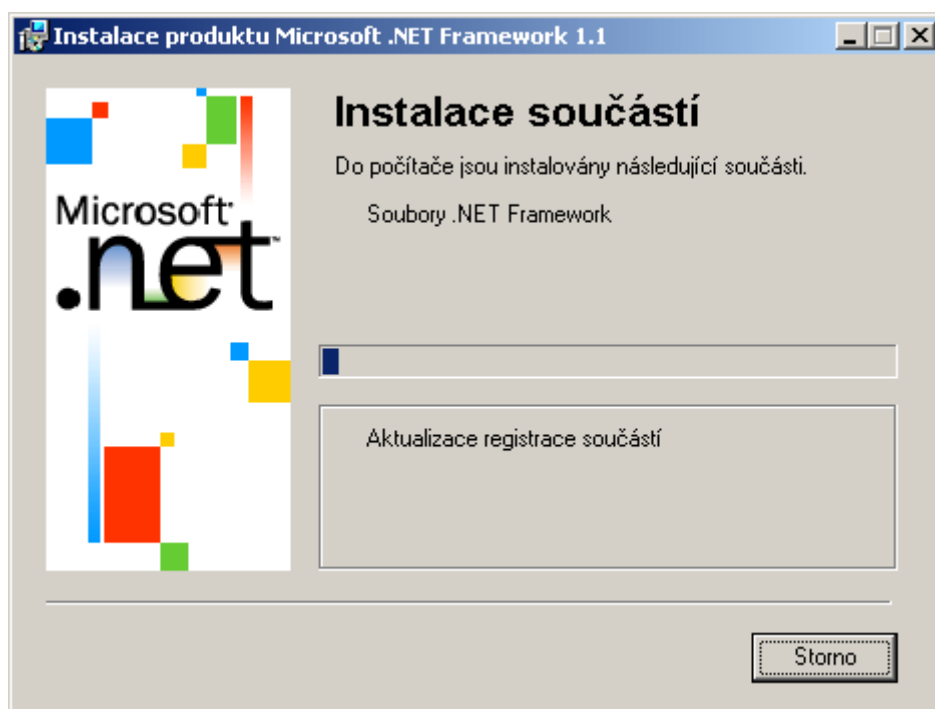 Instalace produktu Microsoft .NET Framework 1.1
Instalace součástí
Do počítače jsou instalovány následující součásti.
Soubory .NET Framework
Microsoft
.net™
Aktualizace registrace součástí
Storno